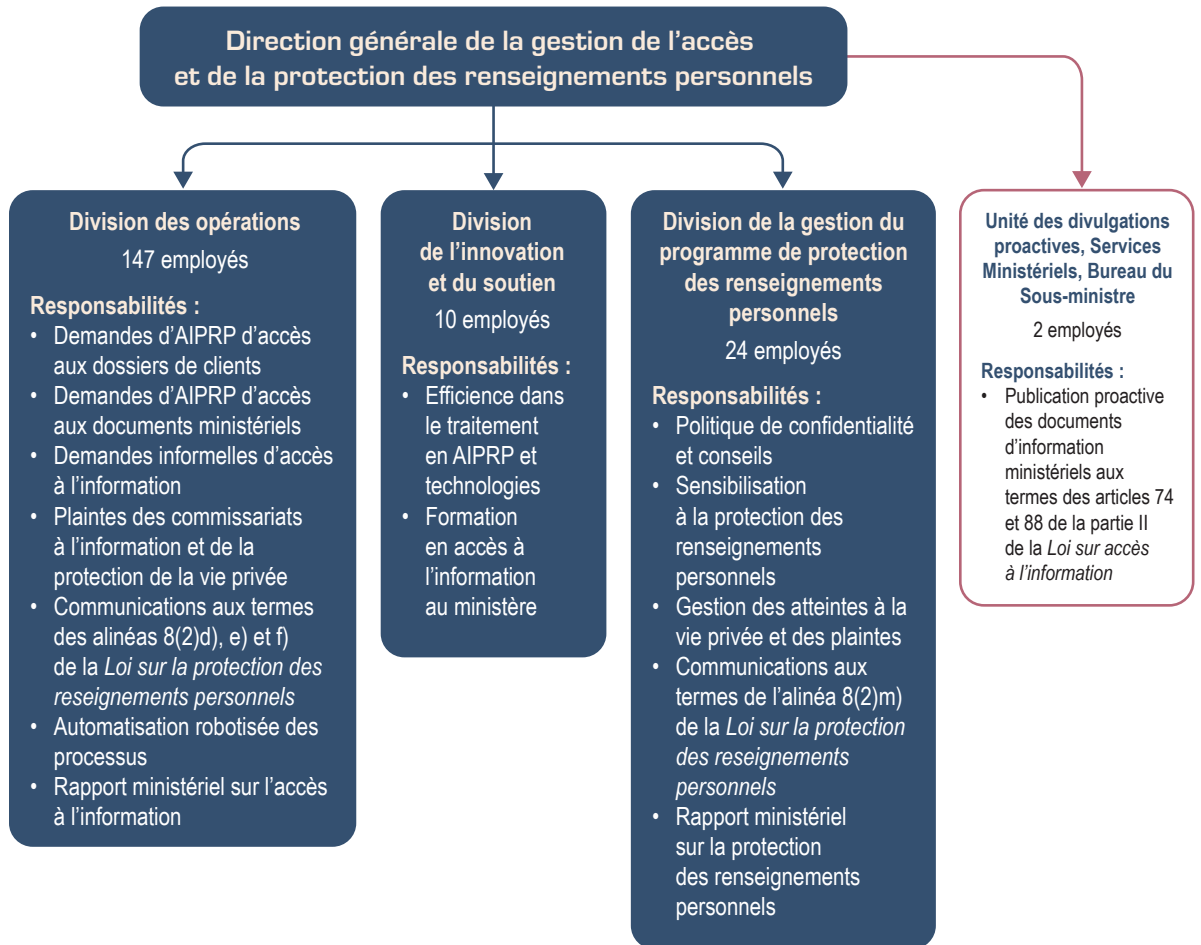 Direction générale de la gestion de l'accès
et de la protection des renseignements personnels
Division des opérations
147 employés
Responsabilités :
• Demandes d'AIPRP d'accès
aux dossiers de clients
• Demandes d'AIPRP d'accès
aux documents ministériels
• Demandes informelles d'accès
à l'information
• Plaintes des commissariats
à l'information et de la
protection de la vie privée
• Communications aux termes
des alinéas 8(2)d), e) et f)
de la Loi sur la protection des
reseignements personnels
• Automatisation robotisée des
processus
• Rapport ministériel sur l'accès
à l'information
Division
de l'innovation
et du soutien
10 employés
Responsabilités :
• Efficience dans
le traitement
en AIPRP et
technologies
• Formation
en accès à
l'information
au ministère
Division de la gestion du
programme de protection
des renseignements
personnels
24 employés
Responsabilités :
• Politique de confidentialité
et conseils
• Sensibilisation
à la protection des
renseignements
personnels
• Gestion des atteintes à la
vie privée et des plaintes
• Communications aux
termes de l'alinéa 8(2)m)
de la Loi sur la protection
des reseignements
personnels
• Rapport ministériel
sur la protection
des renseignements
personnels
Unité des divulgations
proactives, Services
Ministériels, Bureau du
Sous-ministre
2 employés
Responsabilités :
• Publication proactive
des documents
d'information
ministériels aux
termes des articles 74
et 88 de la partie II
de la Loi sur accès
à l'information